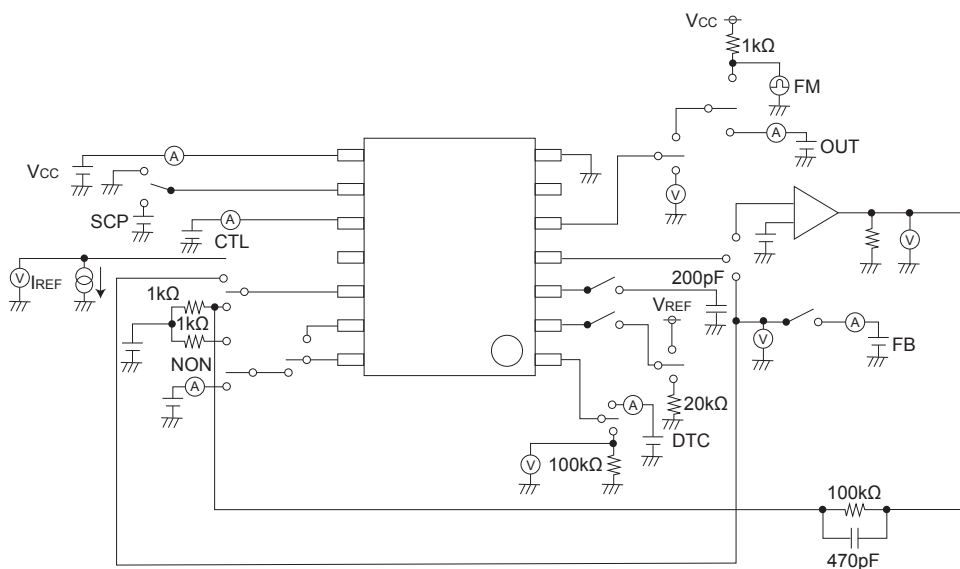 VCC
1kΩ
FM
OUT
VCC
A
A
V
SCP
A
CTL
V
IREF
1kΩ
1kΩ
NON
A
200pF
VREF
V
V
A
FB
20kΩ
A
DTC
V
100kΩ
100kΩ
470pF